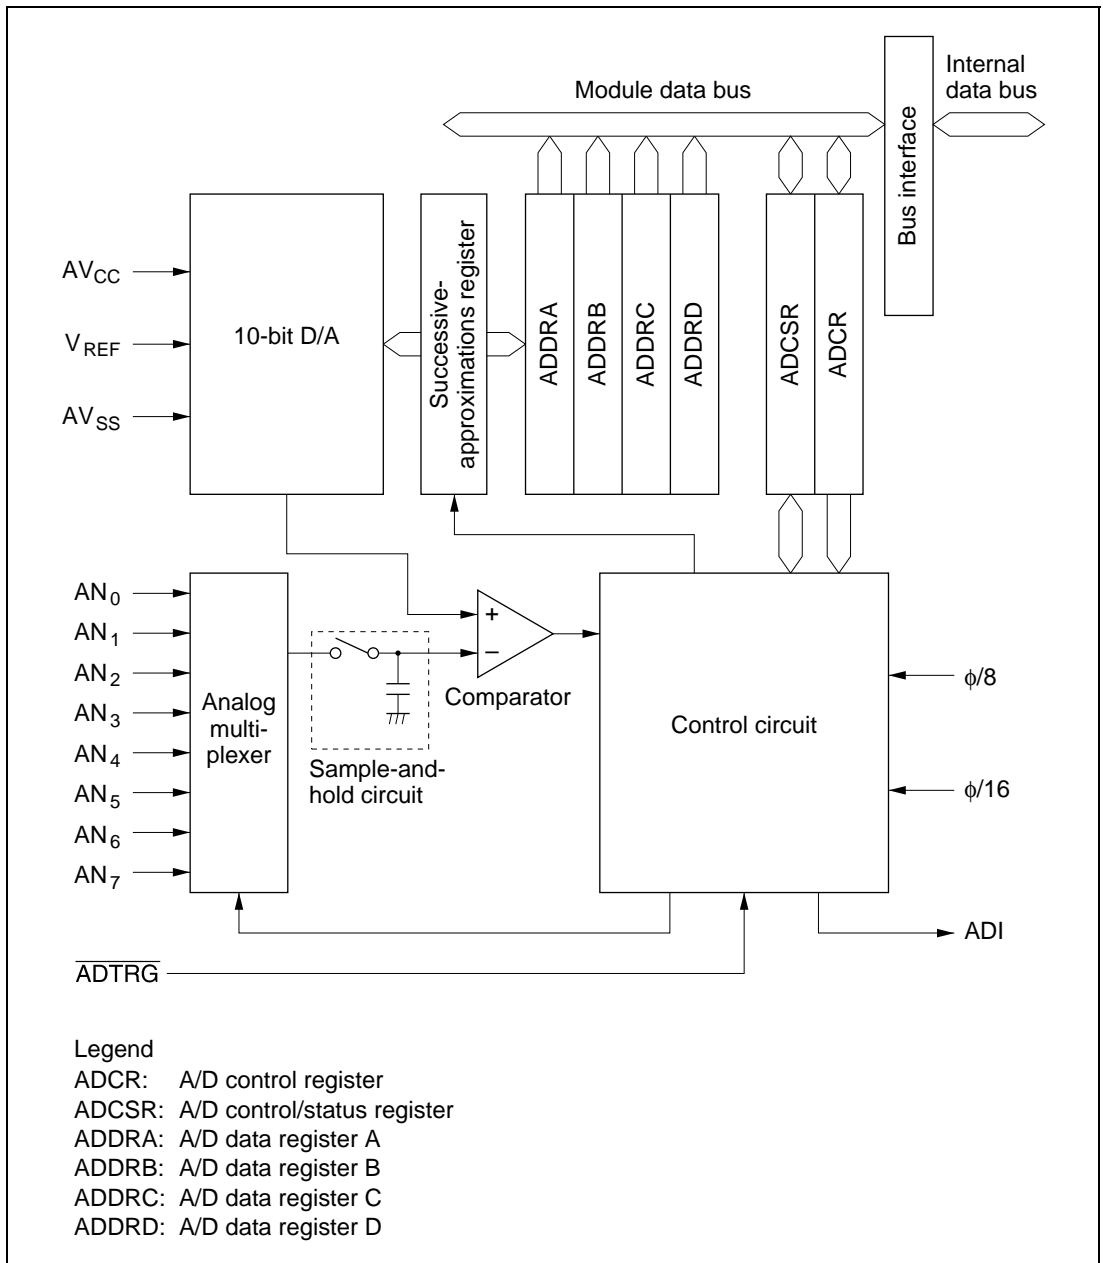 Module data bus
Internal
data bus
Bus interface
AVCC
VREF
AVSS
10-bit D/A
Successive-
approximations register
ADDRA
ADDRB
ADDRC
ADDRD
ADCSR
ADCR
AN0
AN1
AN2
AN3
AN4
AN5
AN6
AN7
Analog
multi-
plexer
Sample-and-
hold circuit
+
−
Comparator
Control circuit
ϕ/8
ϕ/16
ADI
ADTRG
Legend
ADCR: A/D control register
ADCSR: A/D control/status register
ADDRA: A/D data register A
ADDRB: A/D data register B
ADDRC: A/D data register C
ADDRD: A/D data register D